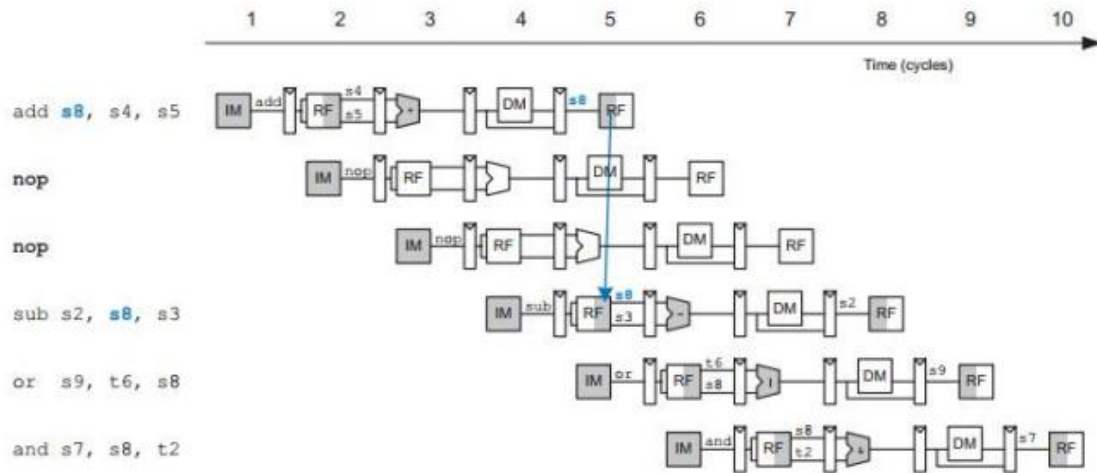 1 2 3 4 5 6 7 8 9 10
Time (cycles)
add s8, s4, s5 IM add RF s4 s5 + DM s8 RF
nop IM nop RF DM RF
nop IM nop RF DM RF
sub s2, s8, s3 IM sub RF s8 s3 - DM s2 RF
or s9, t6, s8 IM or RF t6 s8 | DM s9 RF
and s7, s8, t2 IM and RF s8 t2 & DM s7 RF